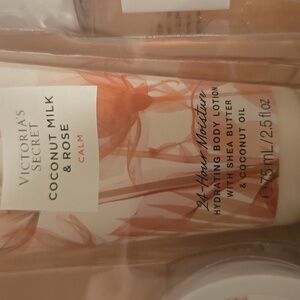 VICTORIA'S
SECRET
COCONUT MILK
& ROSE
CALM
24-Hour Moisture
HYDRATING BODY LOTION
WITH SHEA BUTTER
& COCONUT OIL
75 mL/2.5 fl oz